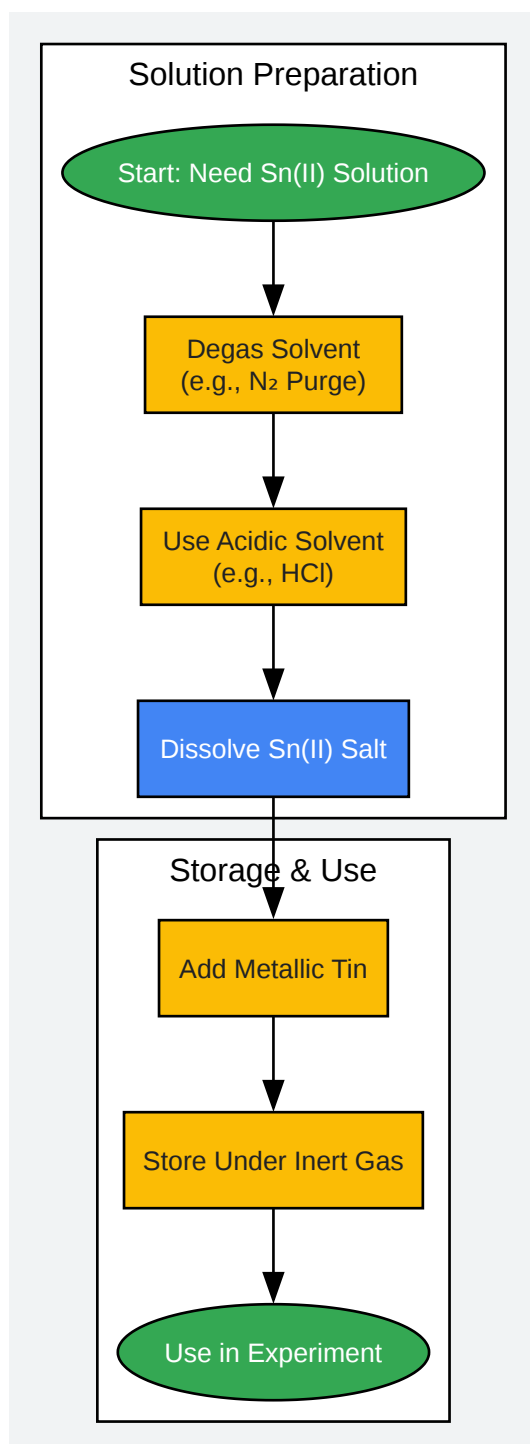 Solution Preparation
Start: Need Sn(II) Solution
Degas Solvent
(e.g., N₂ Purge)
Use Acidic Solvent
(e.g., HCl)
Dissolve Sn(II) Salt
Storage & Use
Add Metallic Tin
Store Under Inert Gas
Use in Experiment